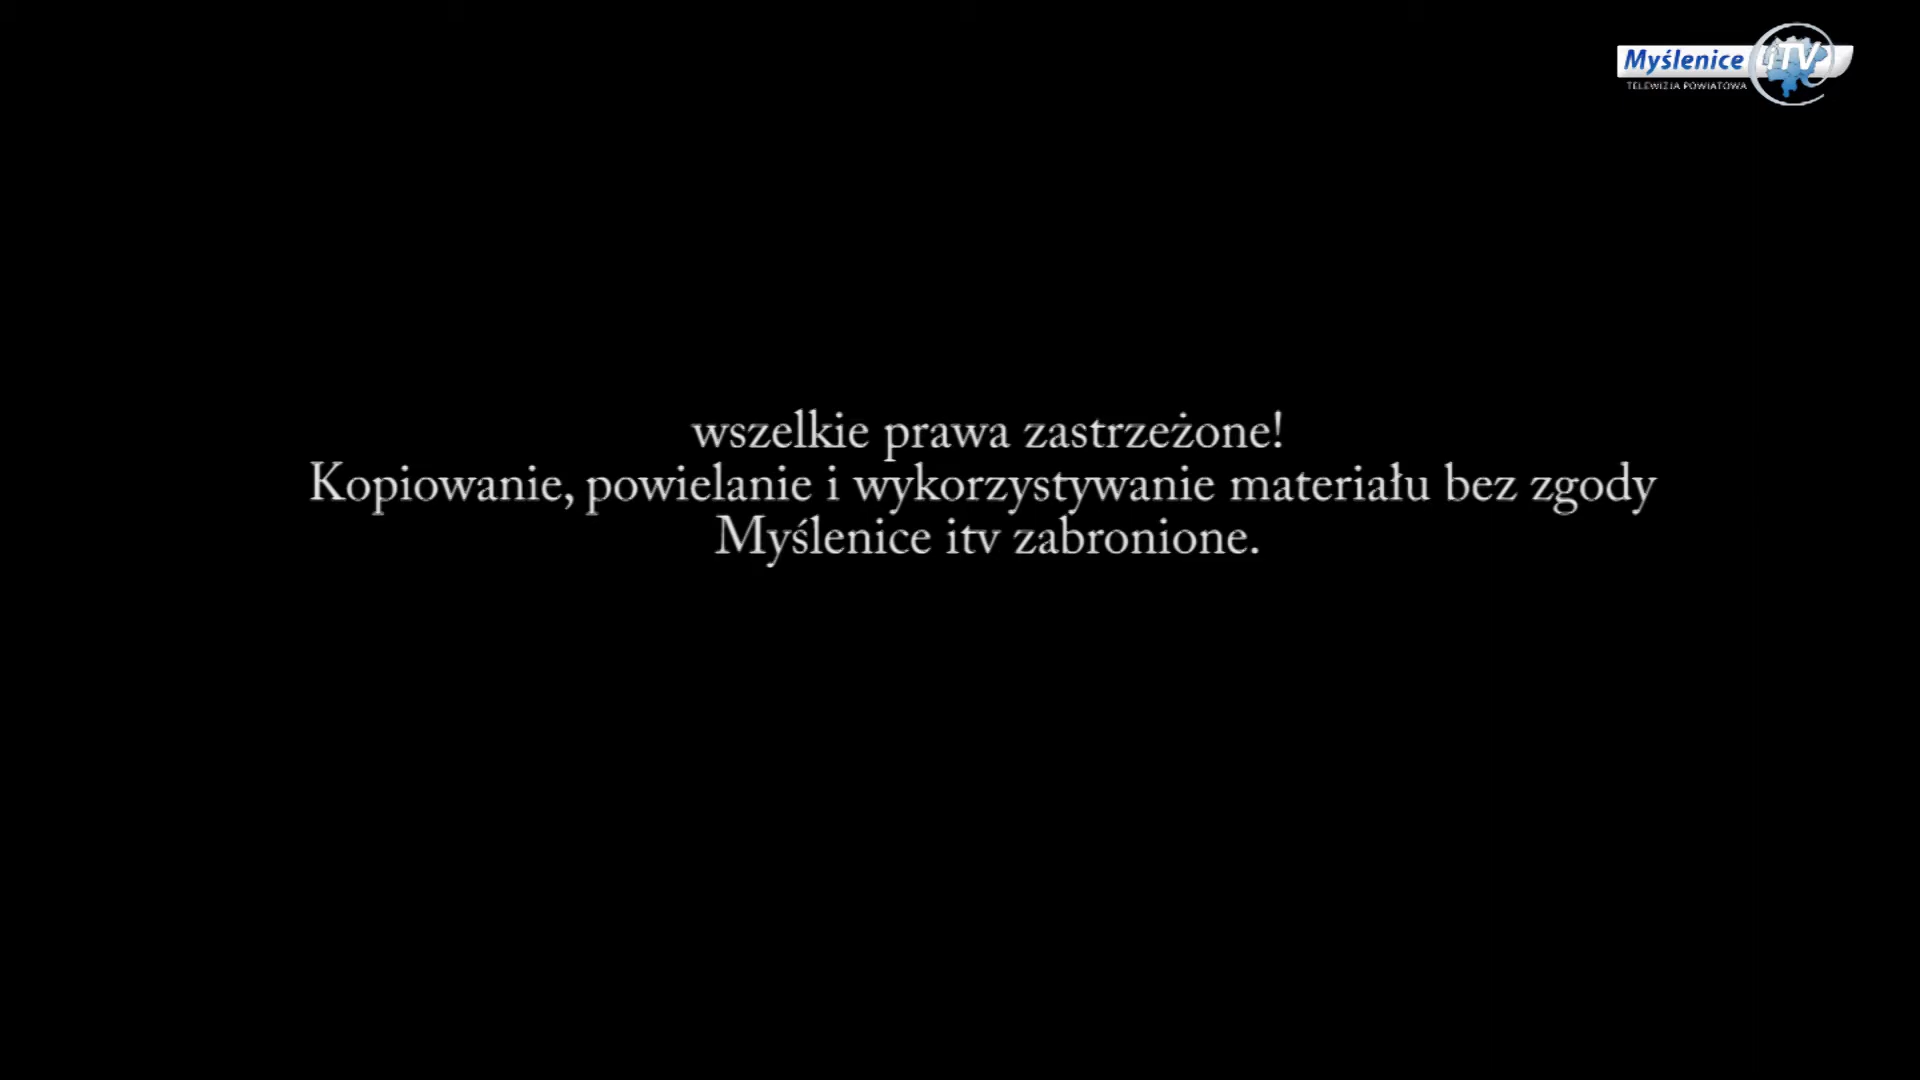 Myślenice iTV
TELEWIZJA POWIATOWA
wszelkie prawa zastrzeżone!
Kopiowanie, powielanie i wykorzystywanie materiału bez zgody
Myślenice itv zabronione.